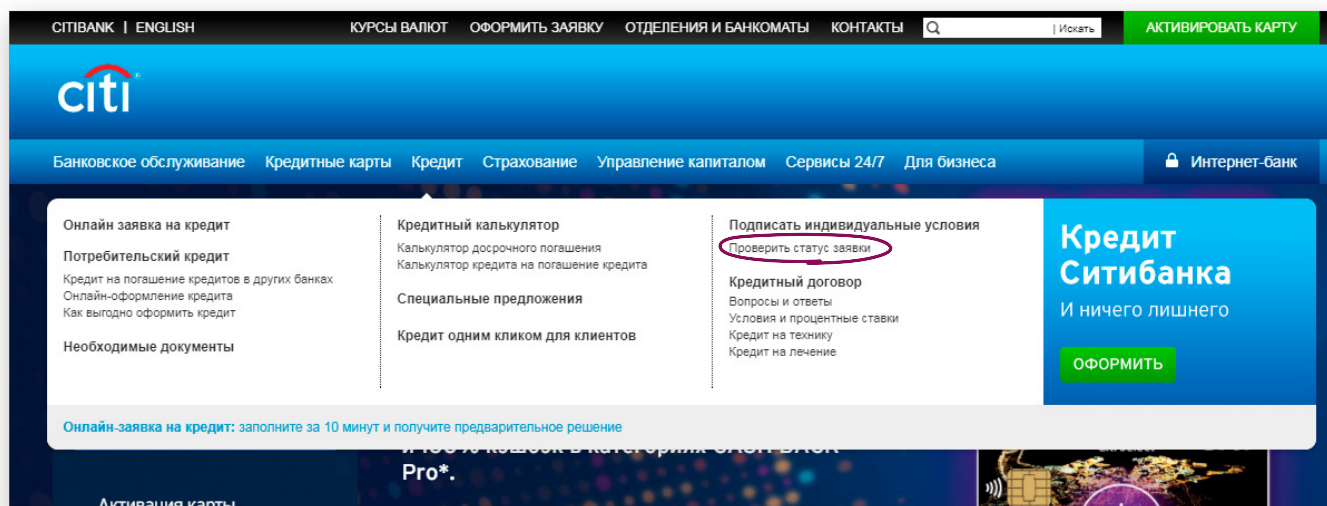 CITIBANK | ENGLISH
КУРСЫ ВАЛЮТ ОФОРМИТЬ ЗАЯВКУ ОТДЕЛЕНИЯ И БАНКОМАТЫ КОНТАКТЫ | Искать АКТИВИРОВАТЬ КАРТУ
citi
Банковское обслуживание Кредитные карты Кредит Страхование Управление капиталом Сервисы 24/7 Для бизнеса Интернет-банк
Онлайн заявка на кредит
Потребительский кредит
Кредит на погашение кредитов в других банках
Онлайн-оформление кредита
Как выгодно оформить кредит
Необходимые документы
Кредитный калькулятор
Калькулятор досрочного погашения
Калькулятор кредита на погашение кредита
Специальные предложения
Кредит одним кликом для клиентов
Подписать индивидуальные условия
Проверить статус заявки
Кредитный договор
Вопросы и ответы
Условия и процентные ставки
Кредит на технику
Кредит на лечение
Кредит
Ситибанка
И ничего лишнего
ОФОРМИТЬ
Онлайн-заявка на кредит: заполните за 10 минут и получите предварительное решение
и 100% кэшбэк в категориях CASH BACK
Pro*.
Активация карты